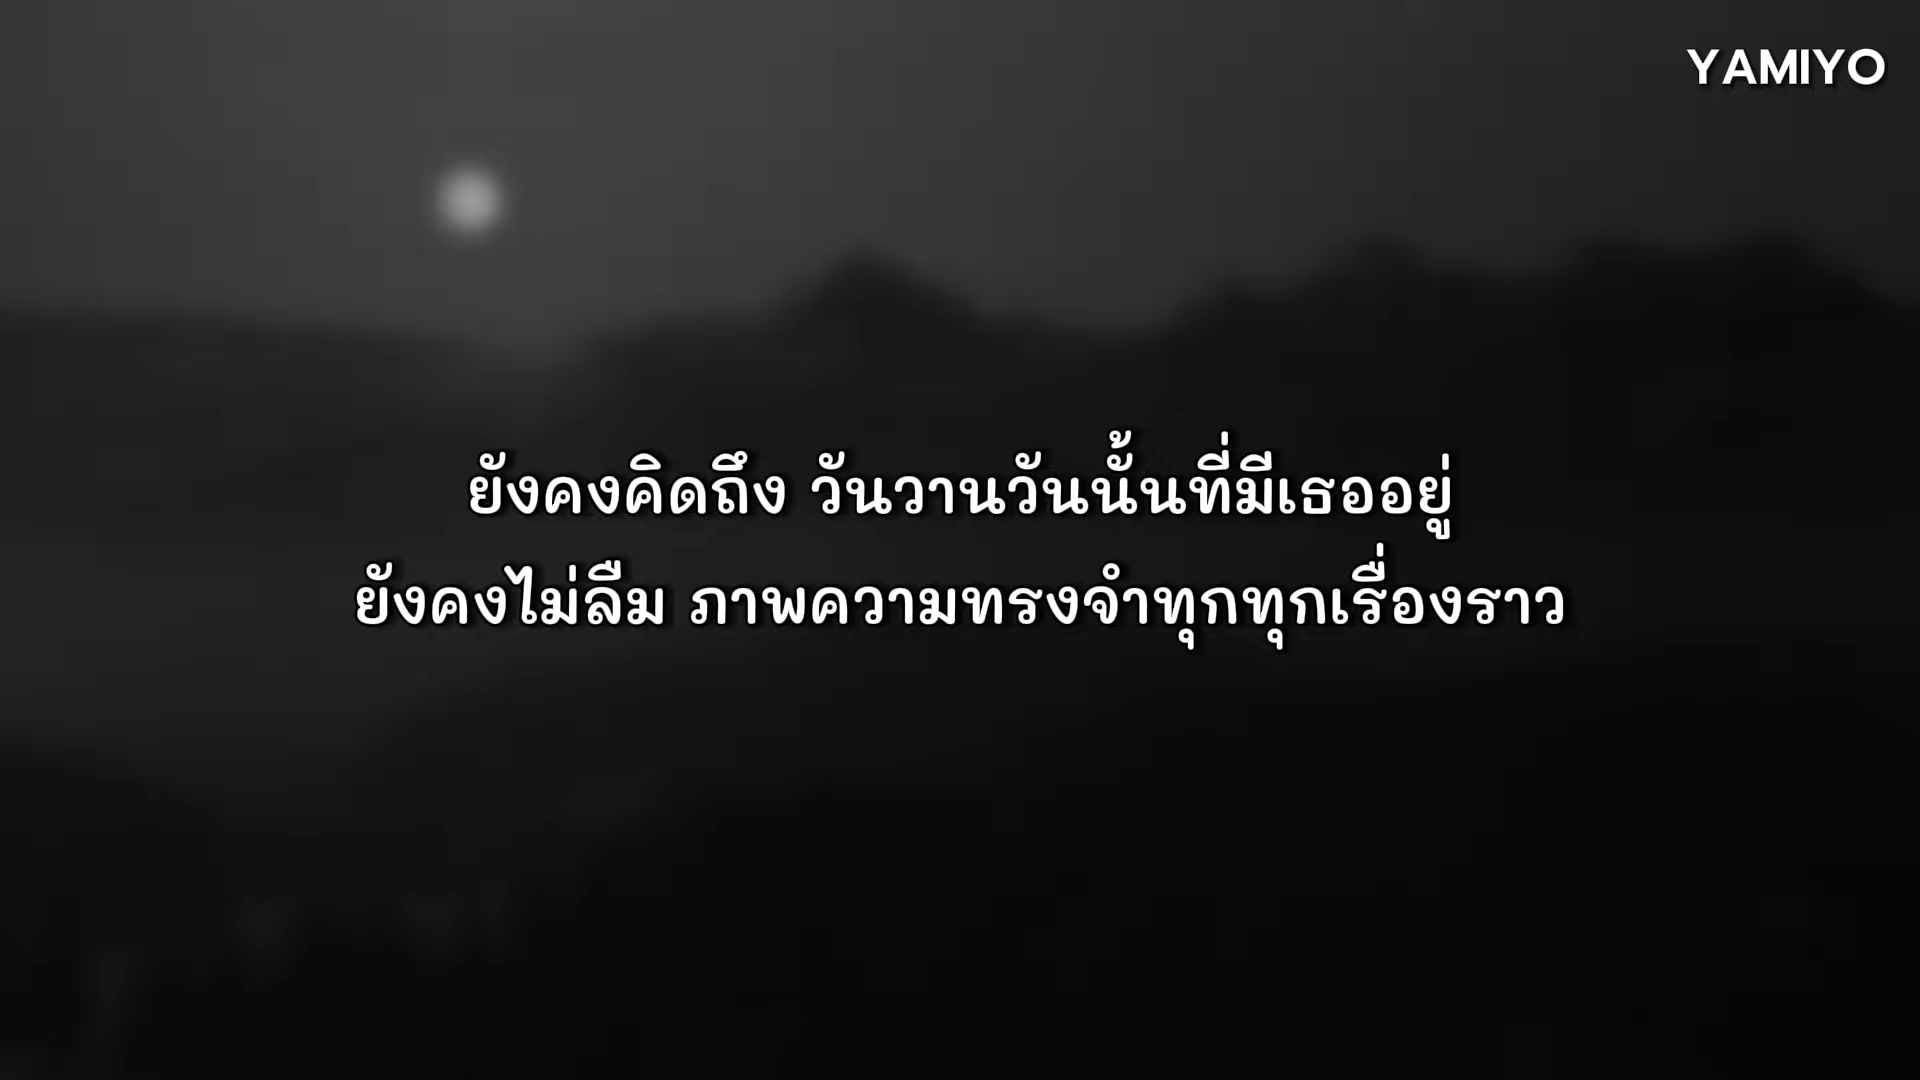 YAMIYO
ยังคงคิดถึง วันวานวันนั้นที่มีเธออยู่
ยังคงไม่ลืม ภาพความทรงจำทุกทุกเรื่องราว